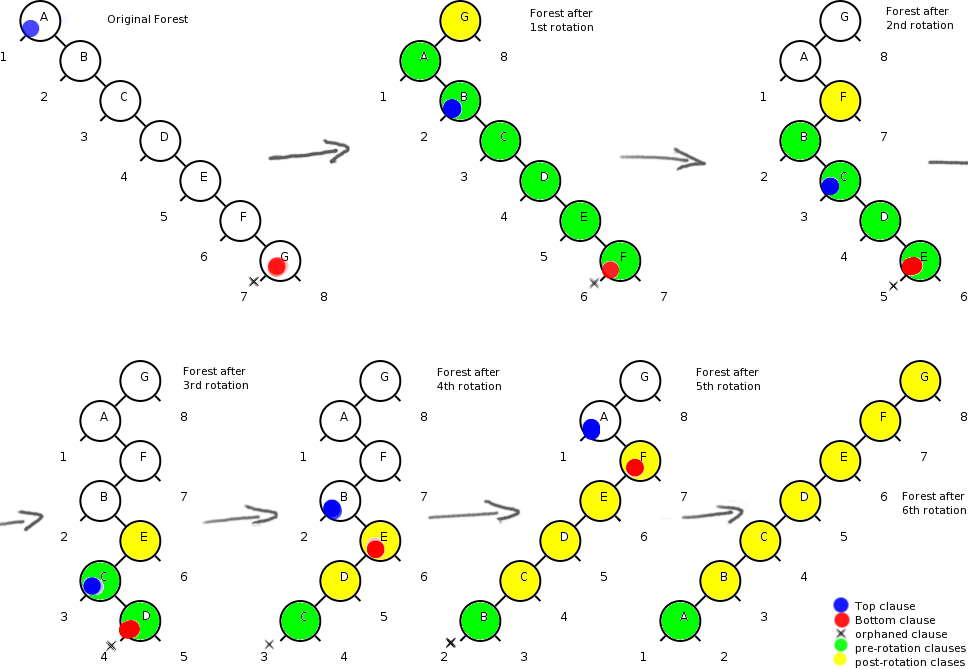 A
Original Forest
1
B
2
C
3
D
4
E
5
F
6
G
7
8
G
Forest after
1st rotation
A
8
1
B
2
C
3
D
4
E
5
F
6
7
G
Forest after
2nd rotation
A
8
1
F
B
7
2
C
3
D
4
E
5
6
G
Forest after
3rd rotation
A
8
1
F
B
7
2
E
C
6
3
D
4
5
G
Forest after
4th rotation
A
8
1
F
B
7
2
E
D
6
C
5
3
4
G
Forest after
5th rotation
A
8
1
F
E
7
D
6
C
5
B
4
2
3
G
F
8
E
7
D
6
Forest after
6th rotation
C
5
B
4
A
3
1
2
Top clause
Bottom clause
orphaned clause
pre-rotation clauses
post-rotation clases